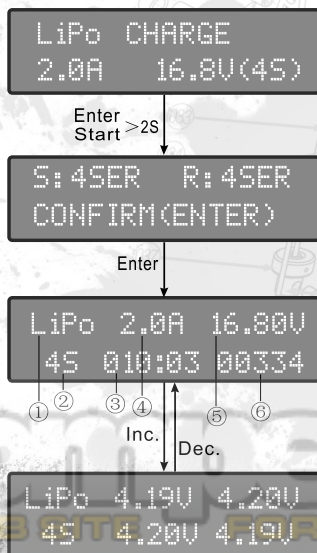 LiPo CHARGE
2.0A 16.8V(4S)
Enter
Start >2S
S:4SER R:4SER
CONFIRM(ENTER)
Enter
LiPo 2.0A 16.80V
4S 010:03 00334
① ② ③ ④ ⑤ ⑥
Inc.
Dec.
LiPo 4.19V 4.20V
4S 4.20V 4.19V